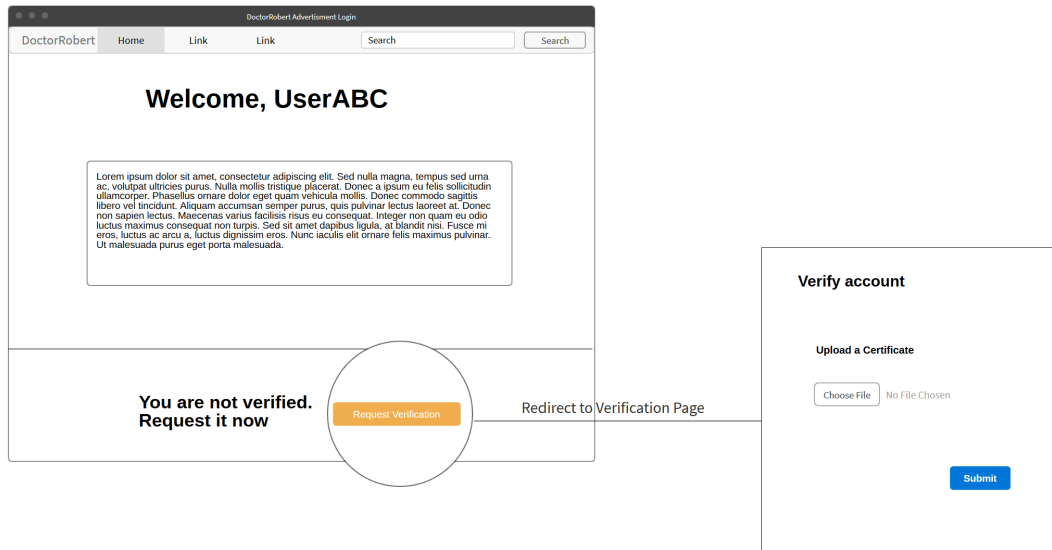 DoctorRobert Advertisment Login
DoctorRobert Home Link Link Search Search
Welcome, UserABC
Lorem ipsum dolor sit amet, consectetur adipiscing elit. Sed nulla magna, tempus sed urna
ac, volutpat ultricies purus. Nulla mollis tristique placerat. Donec a ipsum eu felis sollicitudin
ullamcorper. Phasellus ornare dolor eget quam vehicula mollis. Donec commodo sagittis
libero vel tincidunt. Aliquam accumsan semper purus, quis pulvinar lectus laoreet at. Donec
non sapien lectus. Maecenas varius facilisis risus eu consequat. Integer non quam eu odio
luctus maximus consequat non turpis. Sed sit amet dapibus ligula, at blandit nisi. Fusce mi
eros, luctus ac arcu a, luctus dignissim eros. Nunc iaculis elit ornare felis maximus pulvinar.
Ut malesuada purus eget porta malesuada.
You are not verified.
Request it now
Request Verification
Redirect to Verification Page
Verify account
Upload a Certificate
Choose File No File Chosen
Submit